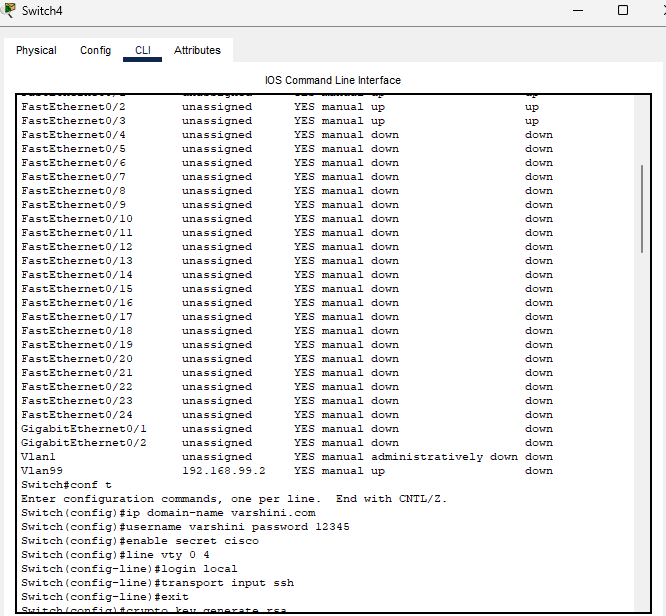 Switch4
Physical Config CLI Attributes
IOS Command Line Interface
FastEthernet0/1 unassigned YES manual up up
FastEthernet0/2 unassigned YES manual up up
FastEthernet0/3 unassigned YES manual up up
FastEthernet0/4 unassigned YES manual down down
FastEthernet0/5 unassigned YES manual down down
FastEthernet0/6 unassigned YES manual down down
FastEthernet0/7 unassigned YES manual down down
FastEthernet0/8 unassigned YES manual down down
FastEthernet0/9 unassigned YES manual down down
FastEthernet0/10 unassigned YES manual down down
FastEthernet0/11 unassigned YES manual down down
FastEthernet0/12 unassigned YES manual down down
FastEthernet0/13 unassigned YES manual down down
FastEthernet0/14 unassigned YES manual down down
FastEthernet0/15 unassigned YES manual down down
FastEthernet0/16 unassigned YES manual down down
FastEthernet0/17 unassigned YES manual down down
FastEthernet0/18 unassigned YES manual down down
FastEthernet0/19 unassigned YES manual down down
FastEthernet0/20 unassigned YES manual down down
FastEthernet0/21 unassigned YES manual down down
FastEthernet0/22 unassigned YES manual down down
FastEthernet0/23 unassigned YES manual down down
FastEthernet0/24 unassigned YES manual down down
GigabitEthernet0/1 unassigned YES manual down down
GigabitEthernet0/2 unassigned YES manual down down
Vlan1 unassigned YES manual administratively down down
Vlan99 192.168.99.2 YES manual up down
Switch#conf t
Enter configuration commands, one per line. End with CNTL/Z.
Switch(config)#ip domain-name varshini.com
Switch(config)#username varshini password 12345
Switch(config)#enable secret cisco
Switch(config)#line vty 0 4
Switch(config-line)#login local
Switch(config-line)#transport input ssh
Switch(config-line)#exit
Switch(config)#crypto key generate rsa